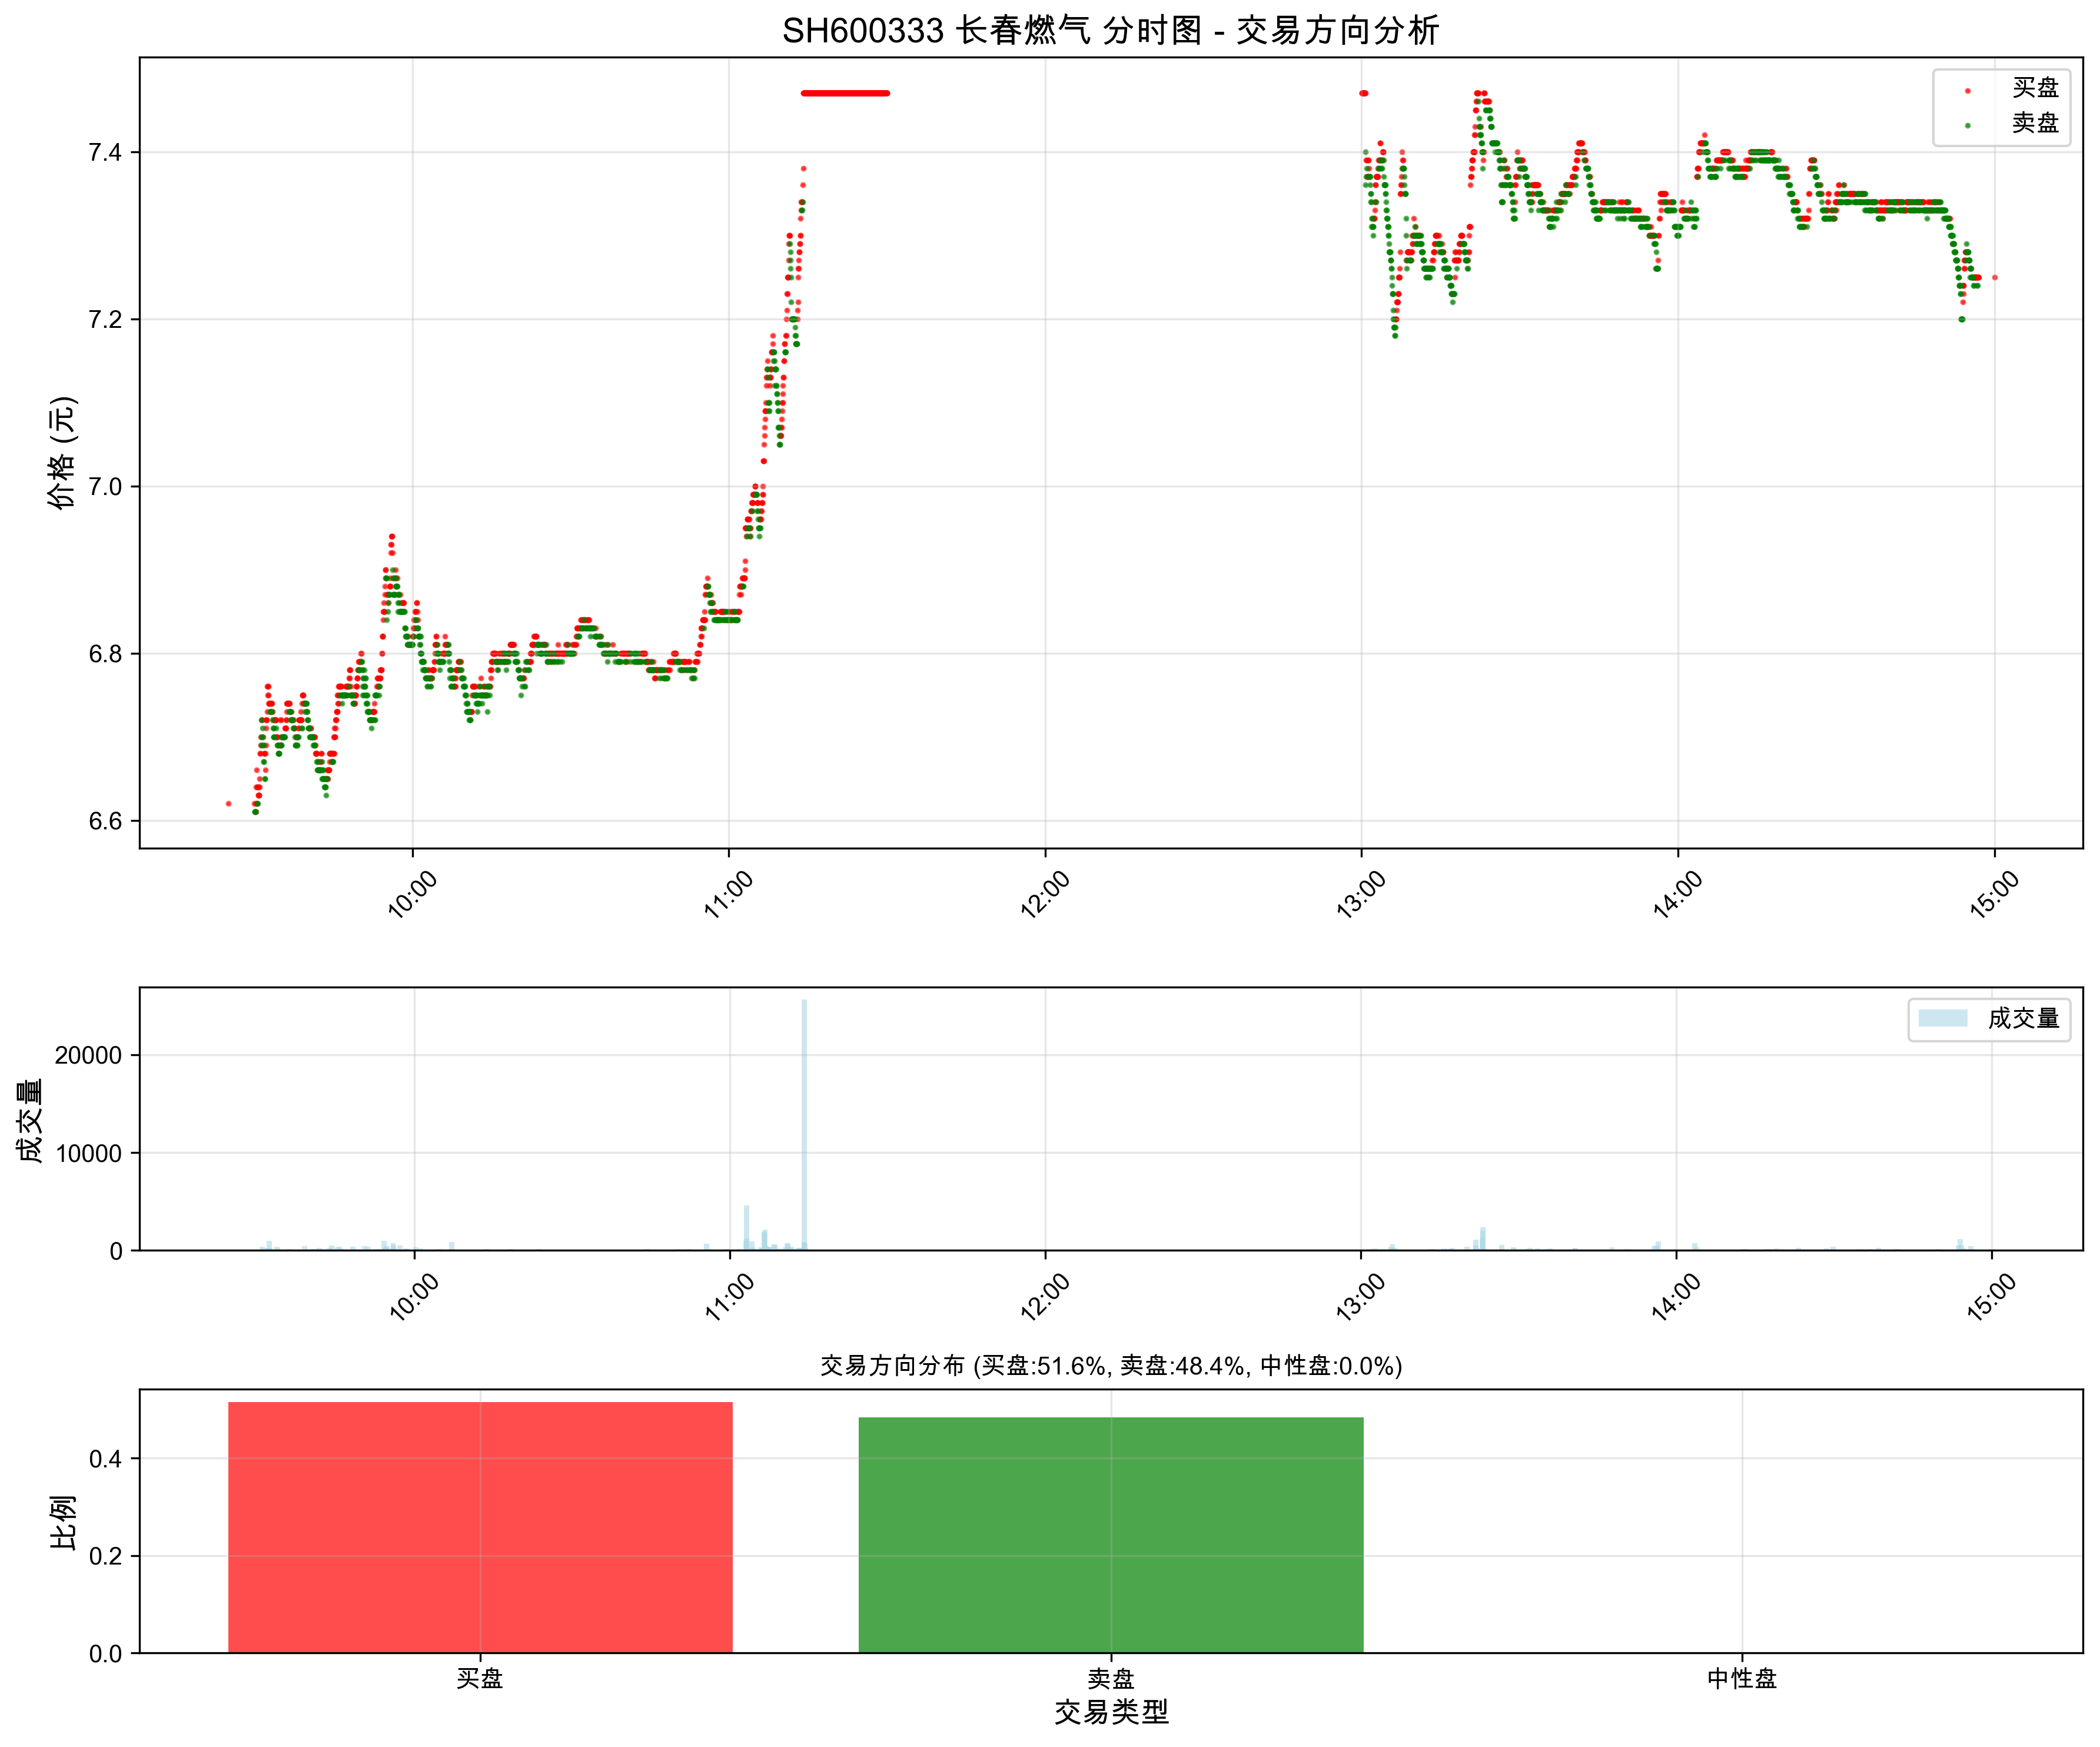 SH600333 长春燃气 分时图 - 交易方向分析
买盘
卖盘
价格 (元)
7.4
7.2
7.0
6.8
6.6
10:00
11:00
12:00
13:00
14:00
15:00
成交量
成交量
20000
10000
0
10:00
11:00
12:00
13:00
14:00
15:00
交易方向分布 (买盘:51.6%, 卖盘:48.4%, 中性盘:0.0%)
比例
0.4
0.2
0.0
买盘
卖盘
中性盘
交易类型